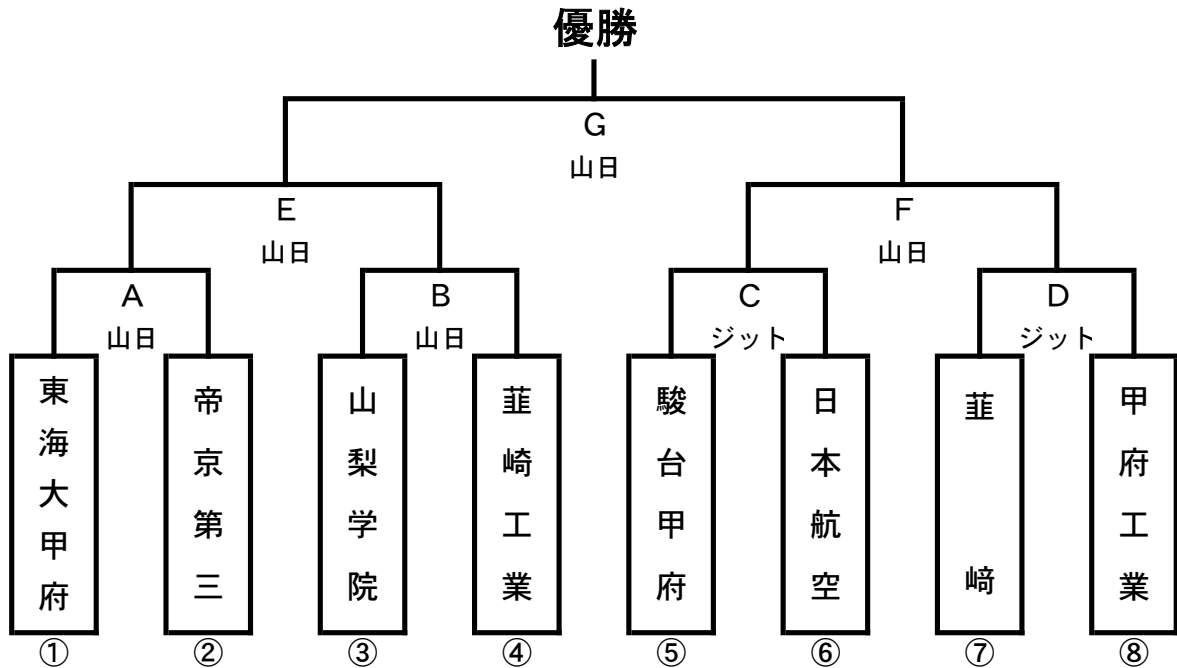 優勝
G
山日
E
F
山日
山日
A
B
C
D
山日
山日
ジット
ジット
東海大甲府
帝京第三
山梨学院
韮崎工業
駿台甲府
日本航空
韮﨑
甲府工業
①
②
③
④
⑤
⑥
⑦
⑧